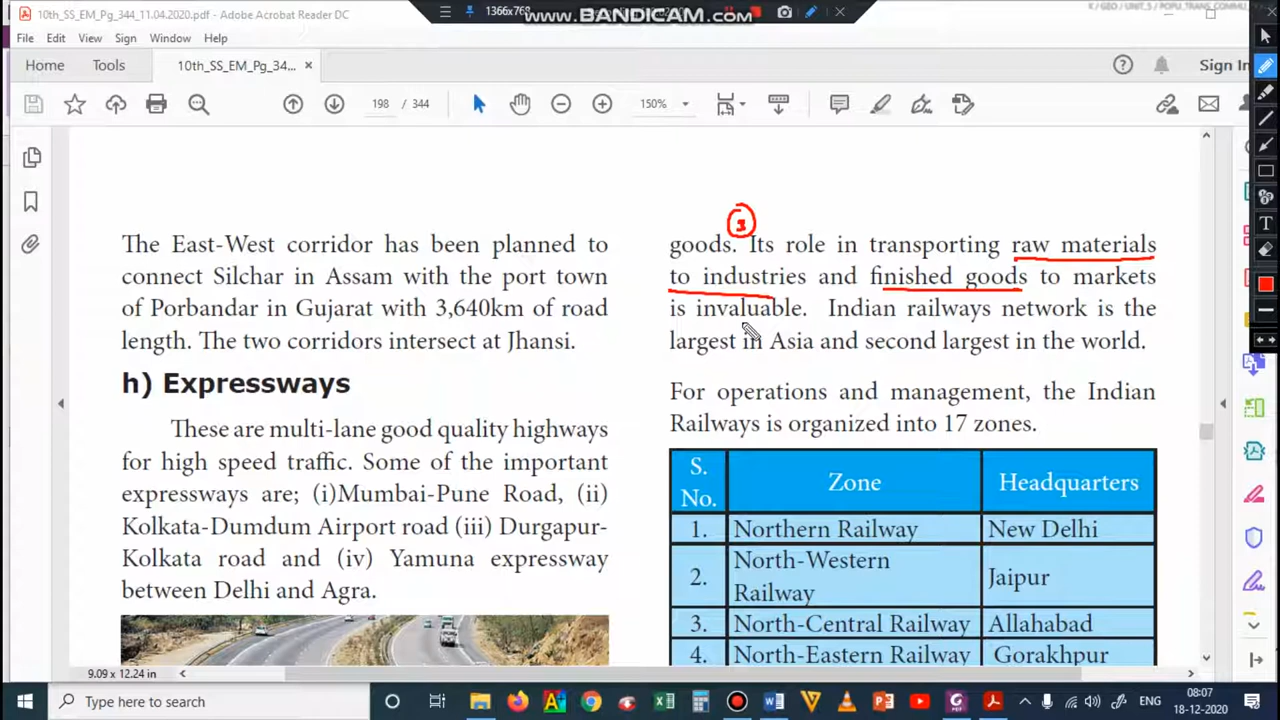 10th_SS_EM_Pg_344_11.04.2020.pdf - Adobe Acrobat Reader DC
1366x768
www.BANDICAM.com
X / GEO / UNIT_5 / POPU_TRANS_COMMU_
File Edit View Sign Window Help
Home Tools 10th_SS_EM_Pg_34... × Sign In
198 / 344 150%
The East-West corridor has been planned to
connect Silchar in Assam with the port town
of Porbandar in Gujarat with 3,640km of road
length. The two corridors intersect at Jhansi.
h) Expressways
These are multi-lane good quality highways
for high speed traffic. Some of the important
expressways are; (i)Mumbai-Pune Road, (ii)
Kolkata-Dumdum Airport road (iii) Durgapur-
Kolkata road and (iv) Yamuna expressway
between Delhi and Agra.
goods. Its role in transporting raw materials
to industries and finished goods to markets
is invaluable. Indian railways network is the
largest in Asia and second largest in the world.
For operations and management, the Indian
Railways is organized into 17 zones.
S. No. Zone Headquarters
1. Northern Railway New Delhi
2. North-Western Railway Jaipur
3. North-Central Railway Allahabad
4. North-Eastern Railway Gorakhpur
9.09 x 12.24 in
Type here to search
ENG
08:07
18-12-2020